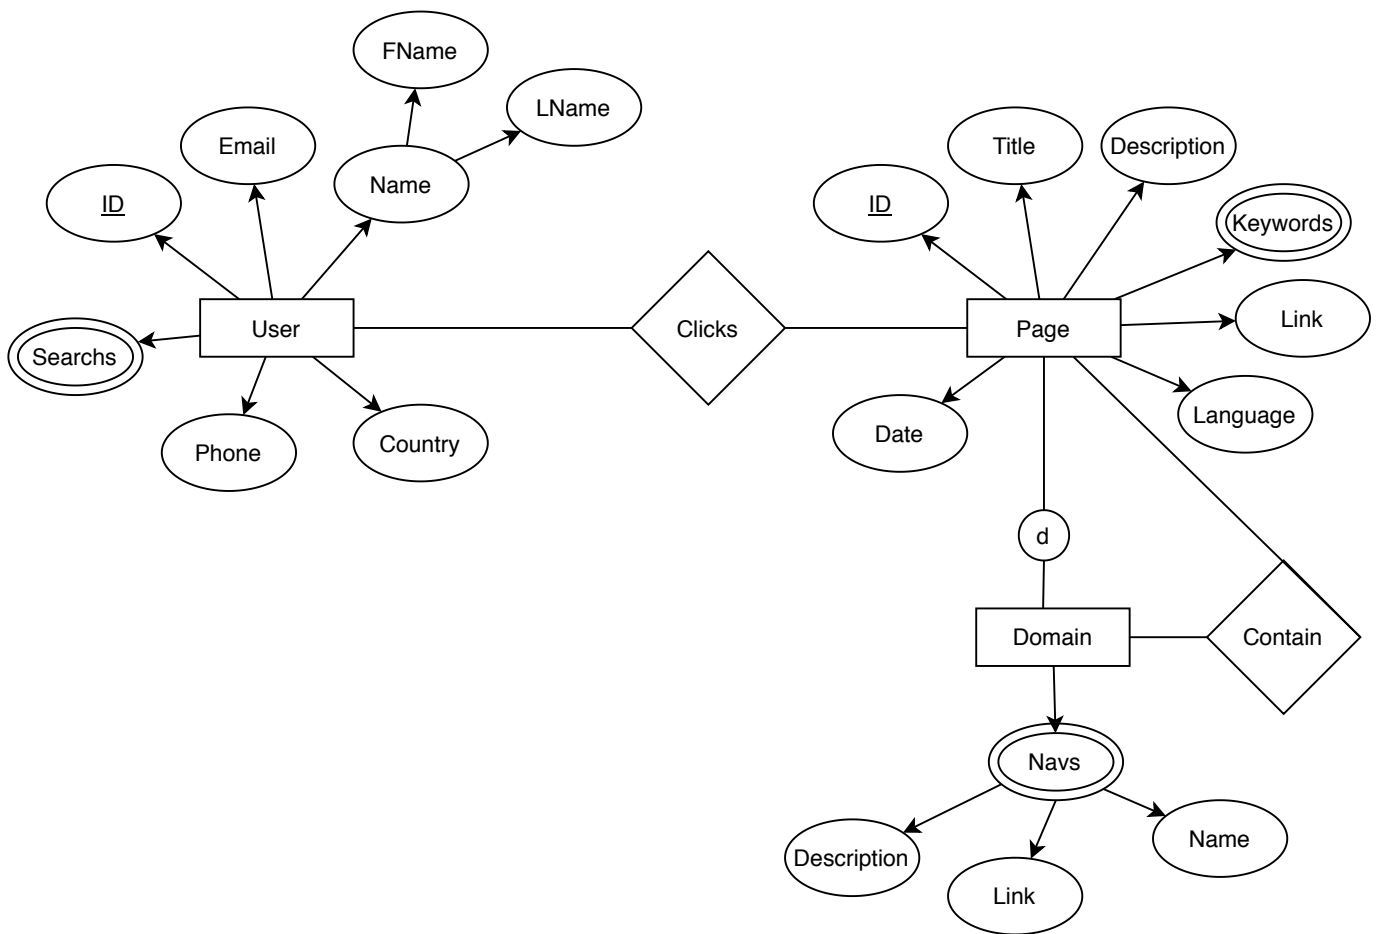 FName
LName
Email
Name
ID
Title
Description
ID
Keywords
User
Clicks
Page
Link
Searchs
Phone
Country
Date
Language
d
Domain
Contain
Navs
Description
Link
Name